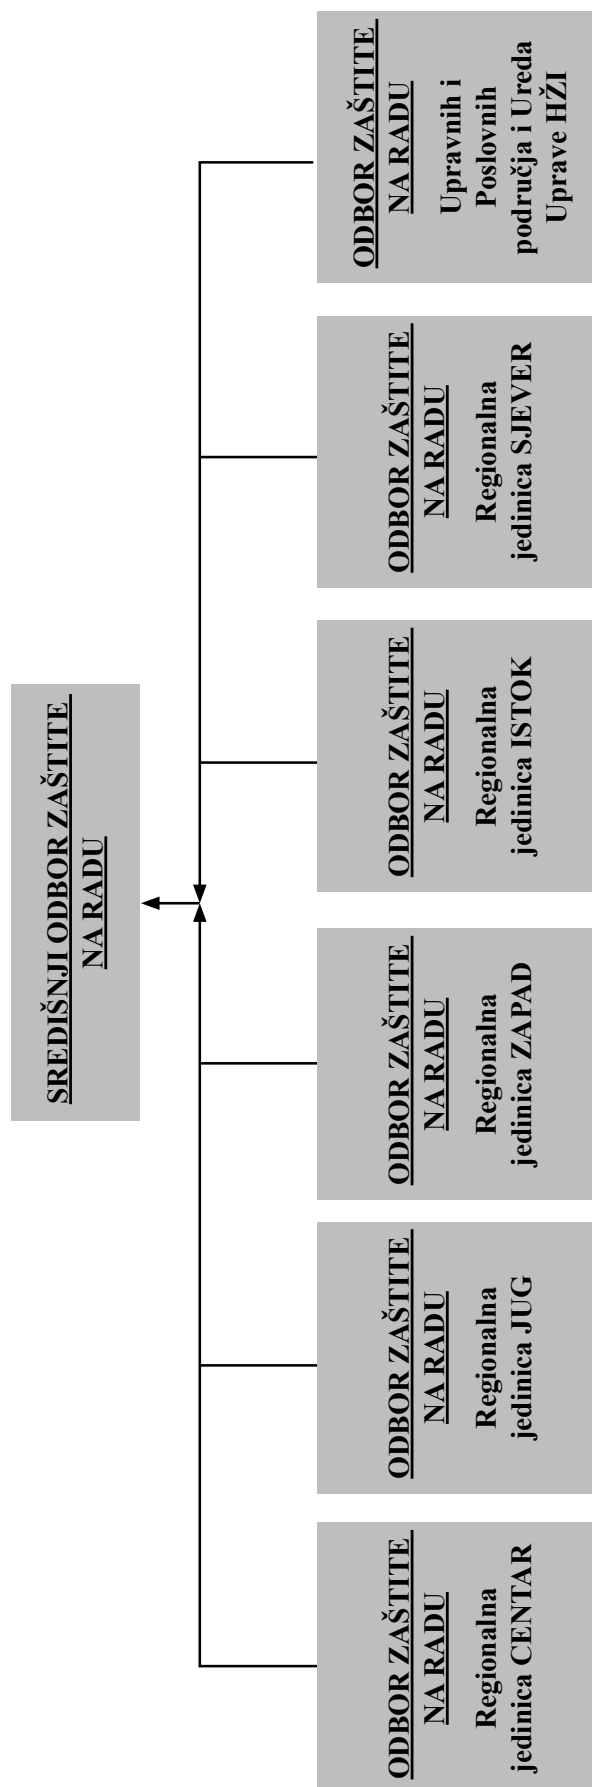 SREDIŠNJI ODBOR ZAŠTITE
NA RADU
ODBOR ZAŠTITE
NA RADU
Regionalna
jedinica CENTAR
ODBOR ZAŠTITE
NA RADU
Regionalna
jedinica JUG
ODBOR ZAŠTITE
NA RADU
Regionalna
jedinica ZAPAD
ODBOR ZAŠTITE
NA RADU
Regionalna
jedinica ISTOK
ODBOR ZAŠTITE
NA RADU
Regionalna
jedinica SJEVER
ODBOR ZAŠTITE
NA RADU
Upravnih i
Poslovnih
područja i Ureda
Uprave HŽI